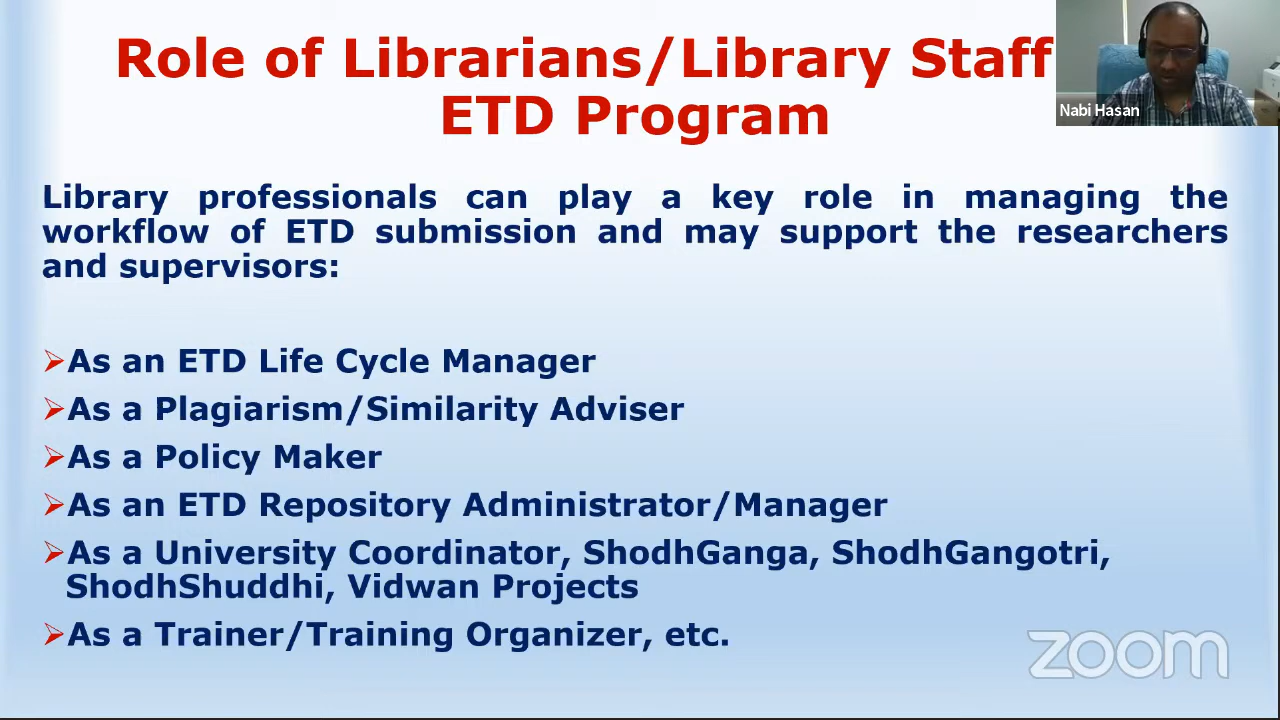 Role of Librarians/Library Staff
ETD Program
Nabi Hasan
Library professionals can play a key role in managing the
workflow of ETD submission and may support the researchers
and supervisors:
➢As an ETD Life Cycle Manager
➢As a Plagiarism/Similarity Adviser
➢As a Policy Maker
➢As an ETD Repository Administrator/Manager
➢As a University Coordinator, ShodhGanga, ShodhGangotri,
ShodhShuddhi, Vidwan Projects
➢As a Trainer/Training Organizer, etc.
zoom